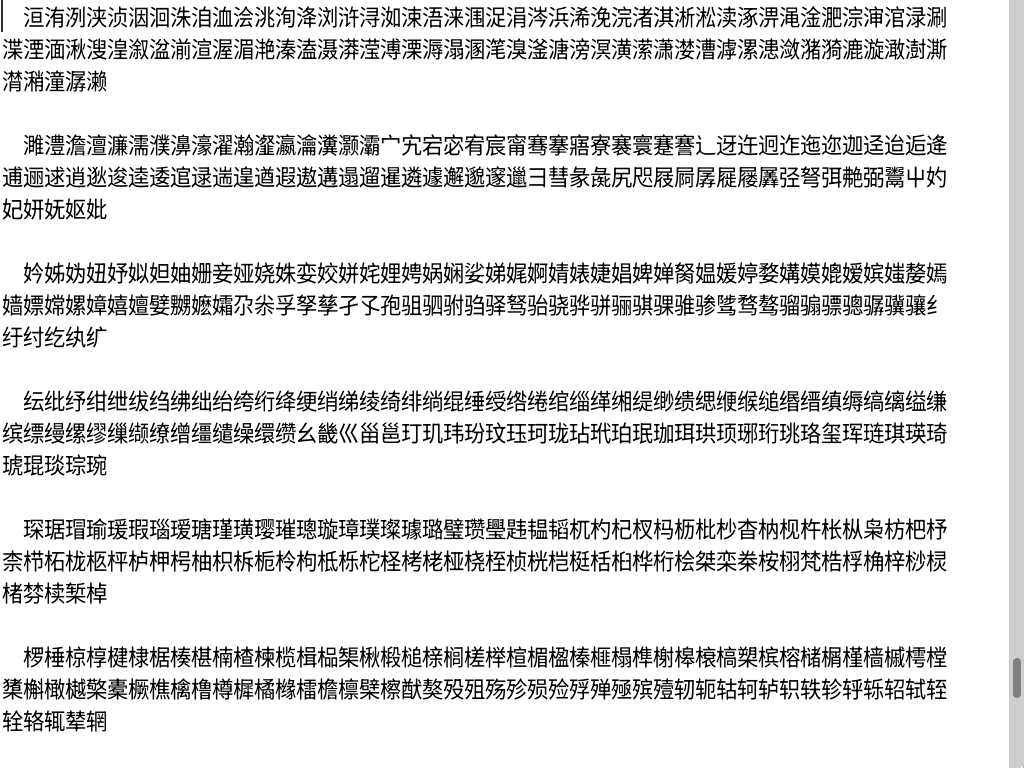 洹洧洌浃浈洇洄洙洎洫浍洮洵洚浏浒浔洳涑浯涞涠浞涓涔浜浠浼浣渚淇淅淞渎涿淠渑淦淝淙渖涫渌涮
渫湮湎湫溲湟溆湓湔渲渥湄滟溱溘滠漭滢溥溧溽溻溷滗溴滏溏滂溟潢潆潇漤漕滹漯漶潋潴漪漉漩澉澍澌
潸潲潼潺濑
濉澧澹澶濂濡濮濞濠濯瀚瀣瀛瀹瀵灏灞宀宄宕宓宥宸甯骞搴寤寮褰寰蹇謇辶迓迕迥迮迤迩迦迳迨逅逄
逋逦逑逍逖逡逵逶逭逯遄遑遒遐遨遘遢遛暹遴遽邂邈邃邋彐彗彖彘尻咫屐屙孱屣屦羼弪弩弭艴弼鬻屮妁
妃妍妩妪妣
妗姊妫妞妤姒妲妯姗妾娅娆姝娈姣姘姹娌娉娲娴娑娣娓婀婧婊婕娼婢婵胬媪媛婷婺媾嫫媲嫒嫔媸嫠嫣
嫱嫖嫦嫘嫜嬉嬗嬖嬲嬷孀尕尜孚孥孳孑孓孢驵驷驸驺驿驽骀骁骅骈骊骐骒骓骖骘骛骜骝骟骠骢骣骥骧纟
纡纣纥纨纩
纭纰纾绀绁绂绉绋绌绐绔绗绛绠绡绨绫绮绯绱绲缍绶绺绻绾缁缂缃缇缈缋缌缏缑缒缗缙缜缛缟缡缢缣
缤缥缦缧缪缫缬缭缯缰缱缲缳缵幺畿巛甾邕玎玑玮玢玟珏珂珑玷玳珀珉珈珥珙顼琊珩珧珞玺珲琏琪瑛琦
琥琨琰琮琬
琛琚瑁瑜瑗瑕瑙瑷瑭瑾璜璎璀璁璇璋璞璨璩璐璧瓒璺韪韫韬杌杓杞杈杩枥枇杪杳枘枧杵枨枞枭枋杷杼
柰栉柘栊柩枰栌柙枵柚枳柝栀柃枸柢栎柁柽栲栳桠桡桎桢桄桤梃栝桕桦桁桧桀栾桊桉栩梵梏桴桷梓桫棂
楮棼椟椠棹
椤棰椋椁楗棣椐楱椹楠楂楝榄楫榀榘楸椴槌榇榈槎榉楦楣楹榛榧榻榫榭槔榱槁槊槟榕槠榍槿樯槭樗樘
橥槲橄樾檠橐橛樵檎橹樽樨橘橼檑檐檩檗檫猷獒殁殂殇殄殒殓殍殚殛殡殪轫轭轱轲轳轵轶轸轷轹轺轼轾
辁辂辄辇辋